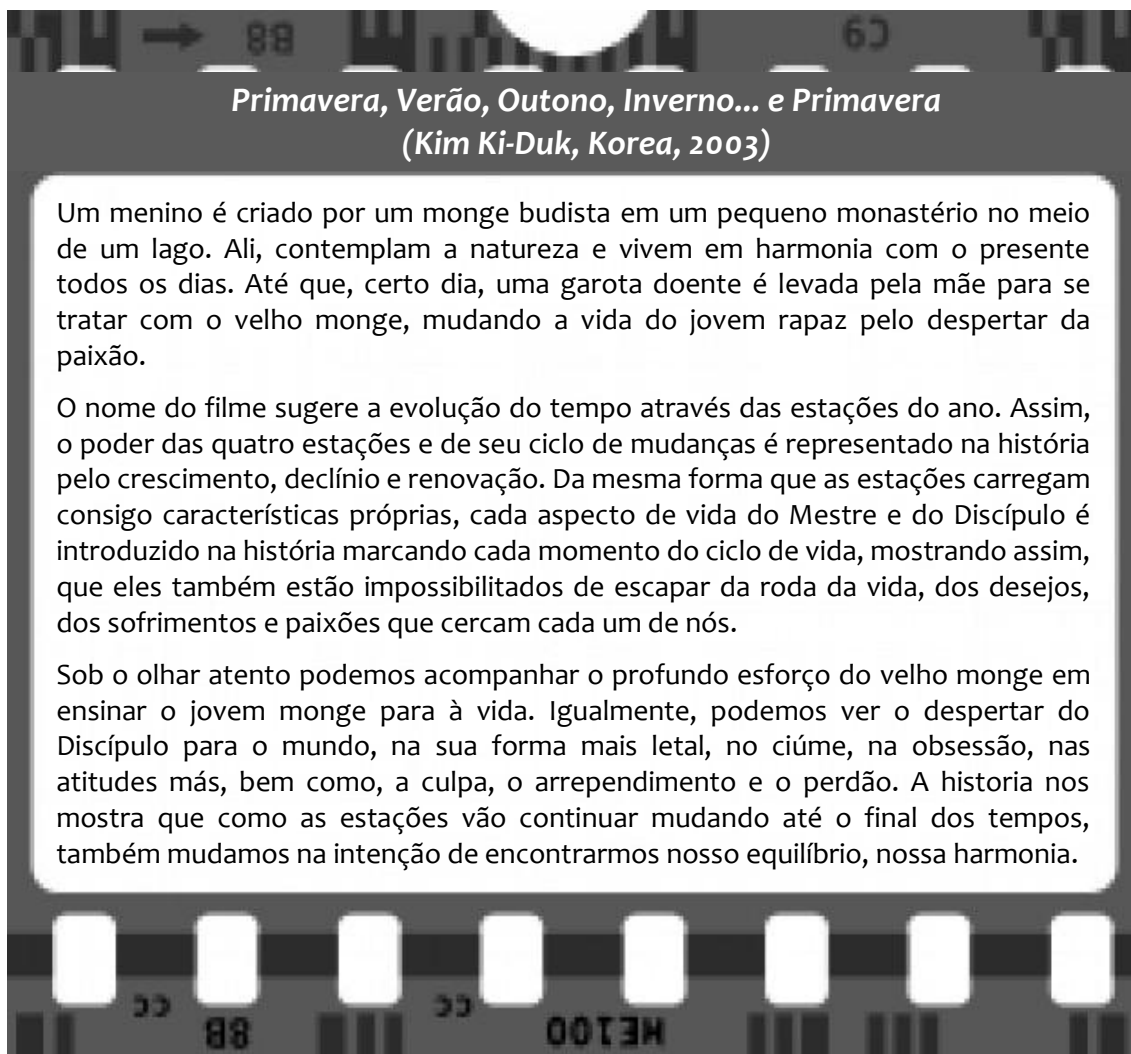 88
C9
Primavera, Verão, Outono, Inverno... e Primavera
(Kim Ki-Duk, Korea, 2003)
Um menino é criado por um monge budista em um pequeno monastério no meio
de um lago. Ali, contemplam a natureza e vivem em harmonia com o presente
todos os dias. Até que, certo dia, uma garota doente é levada pela mãe para se
tratar com o velho monge, mudando a vida do jovem rapaz pelo despertar da
paixão.
O nome do filme sugere a evolução do tempo através das estações do ano. Assim,
o poder das quatro estações e de seu ciclo de mudanças é representado na história
pelo crescimento, declínio e renovação. Da mesma forma que as estações carregam
consigo características próprias, cada aspecto de vida do Mestre e do Discípulo é
introduzido na história marcando cada momento do ciclo de vida, mostrando assim,
que eles também estão impossibilitados de escapar da roda da vida, dos desejos,
dos sofrimentos e paixões que cercam cada um de nós.
Sob o olhar atento podemos acompanhar o profundo esforço do velho monge em
ensinar o jovem monge para à vida. Igualmente, podemos ver o despertar do
Discípulo para o mundo, na sua forma mais letal, no ciúme, na obsessão, nas
atitudes más, bem como, a culpa, o arrependimento e o perdão. A historia nos
mostra que como as estações vão continuar mudando até o final dos tempos,
também mudamos na intenção de encontrarmos nosso equilíbrio, nossa harmonia.